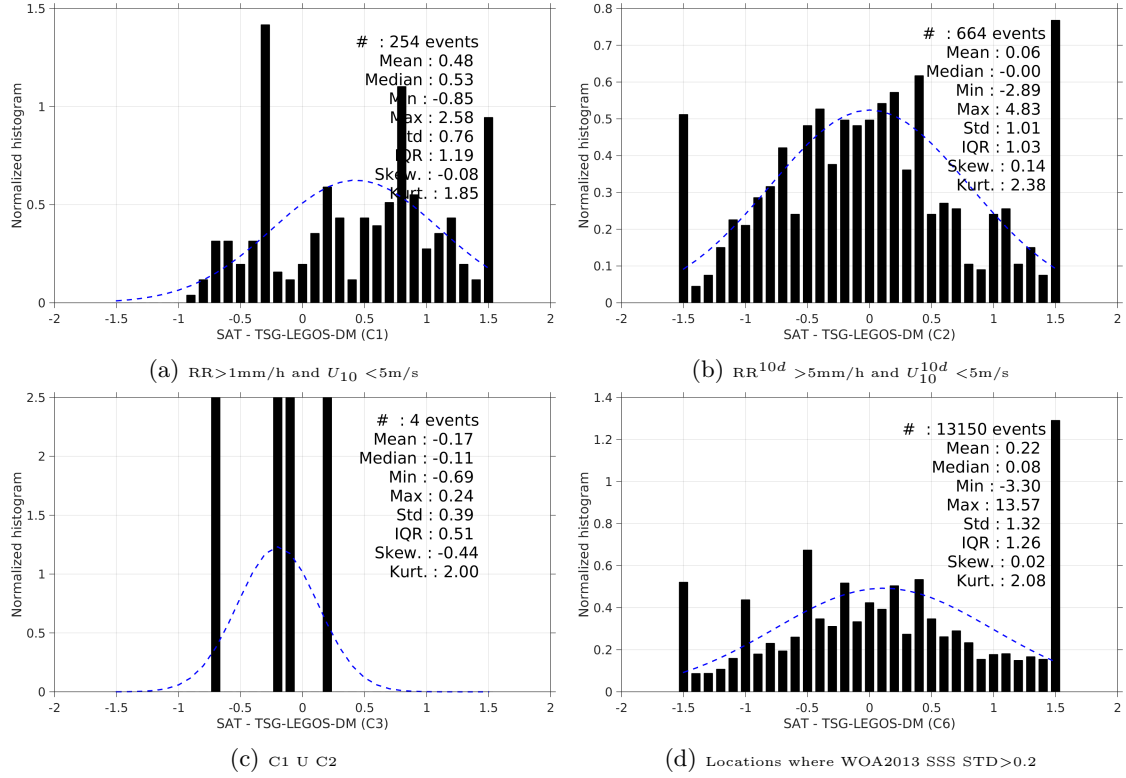 1.5
1
0.5
0
Normalized histogram
-2 -1.5 -1 -0.5 0 0.5 1 1.5 2
SAT - TSG-LEGOS-DM (C1)
# : 254 events
Mean : 0.48
Median : 0.53
Min : -0.85
Max : 2.58
Std : 0.76
IQR : 1.19
Skew. : -0.08
Kurt. : 1.85
(a) RR>1mm/h and U10 <5m/s
0.8
0.7
0.6
0.5
0.4
0.3
0.2
0.1
0
Normalized histogram
-2 -1.5 -1 -0.5 0 0.5 1 1.5 2
SAT - TSG-LEGOS-DM (C2)
# : 664 events
Mean : 0.06
Median : -0.00
Min : -2.89
Max : 4.83
Std : 1.01
IQR : 1.03
Skew. : 0.14
Kurt. : 2.38
(b) RR^10d >5mm/h and U10^10d <5m/s
2.5
2
1.5
1
0.5
0
Normalized histogram
-2 -1.5 -1 -0.5 0 0.5 1 1.5 2
SAT - TSG-LEGOS-DM (C3)
# : 4 events
Mean : -0.17
Median : -0.11
Min : -0.69
Max : 0.24
Std : 0.39
IQR : 0.51
Skew. : -0.44
Kurt. : 2.00
(c) C1 U C2
1.4
1.2
1
0.8
0.6
0.4
0.2
0
Normalized histogram
-2 -1.5 -1 -0.5 0 0.5 1 1.5 2
SAT - TSG-LEGOS-DM (C6)
# : 13150 events
Mean : 0.22
Median : 0.08
Min : -3.30
Max : 13.57
Std : 1.32
IQR : 1.26
Skew. : 0.02
Kurt. : 2.08
(d) Locations where WOA2013 SSS STD>0.2